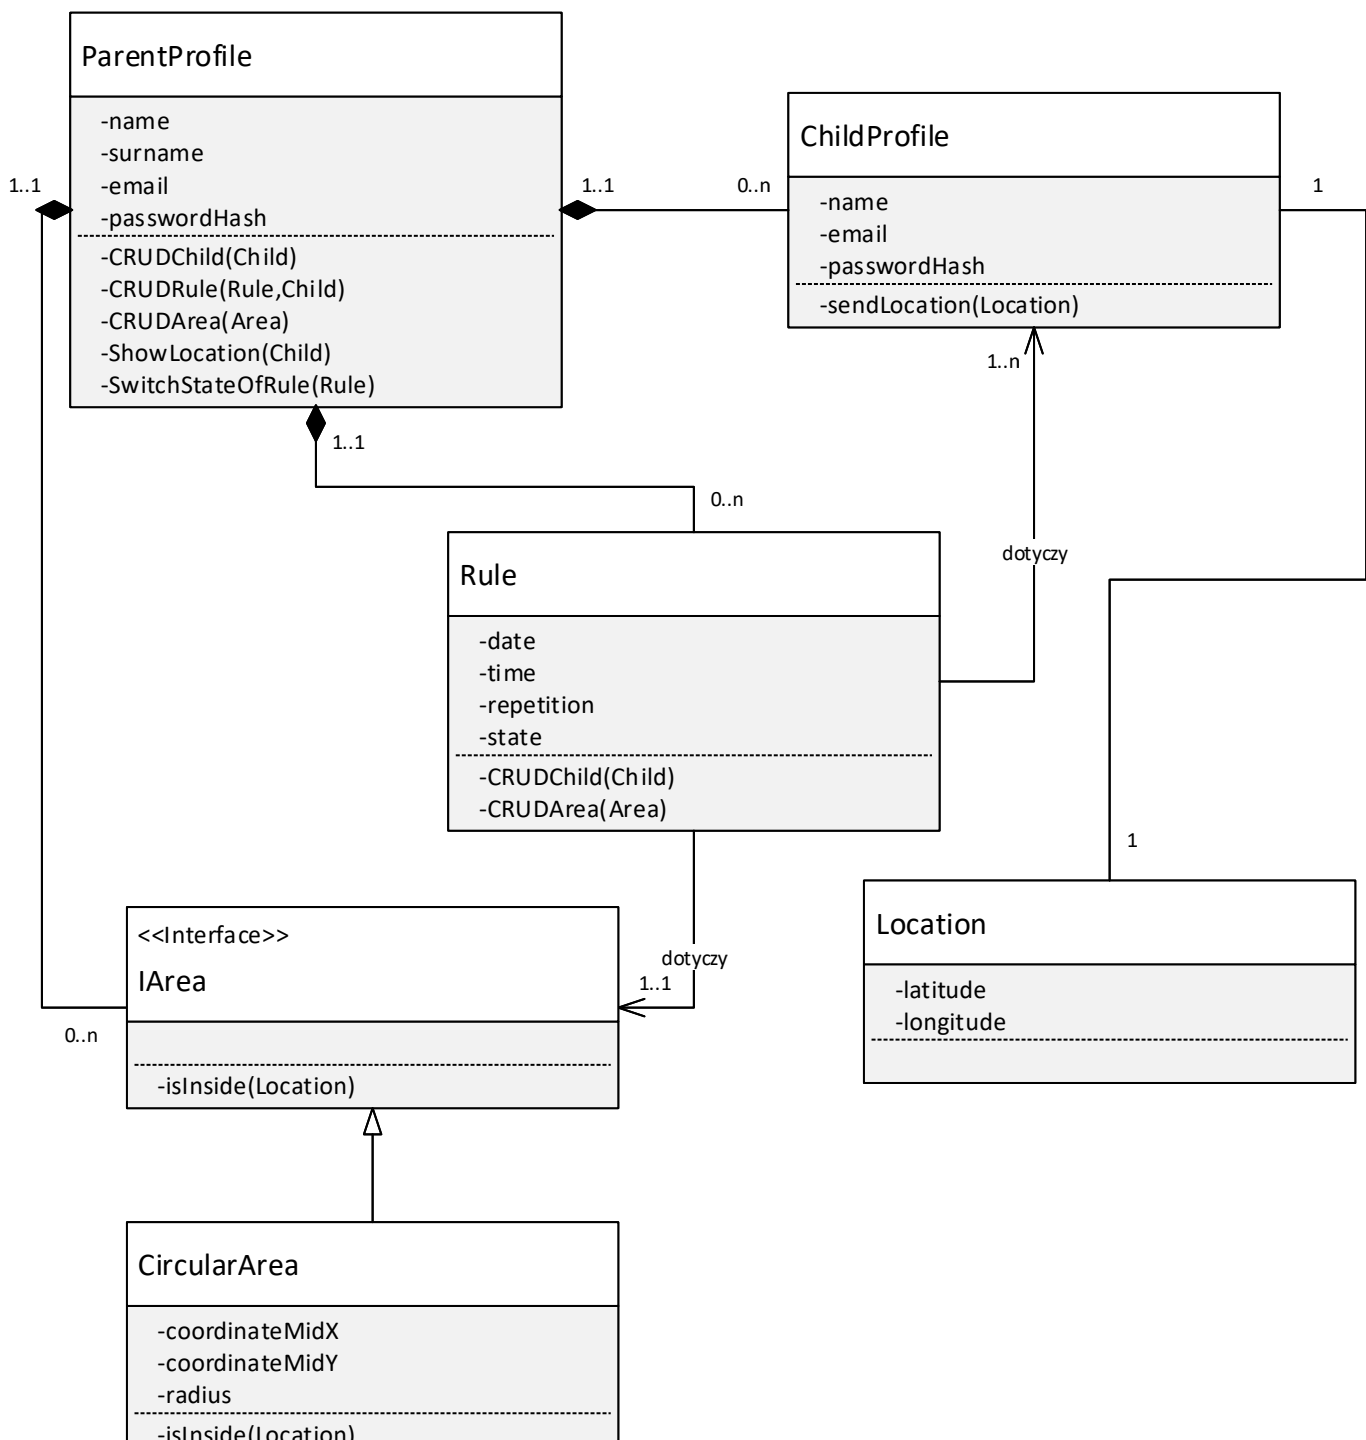 ParentProfile
-name
-surname
-email
-passwordHash
-CRUDChild(Child)
-CRUDRule(Rule,Child)
-CRUDArea(Area)
-ShowLocation(Child)
-SwitchStateOfRule(Rule)
1..1
1..1
0..n
ChildProfile
-name
-email
-passwordHash
-sendLocation(Location)
1
1..n
1..1
0..n
dotyczy
Rule
-date
-time
-repetition
-state
-CRUDChild(Child)
-CRUDArea(Area)
1
dotyczy
1..1
<<Interface>>
IArea
-isInside(Location)
0..n
Location
-latitude
-longitude
CircularArea
-coordinateMidX
-coordinateMidY
-radius
-isInside(Location)